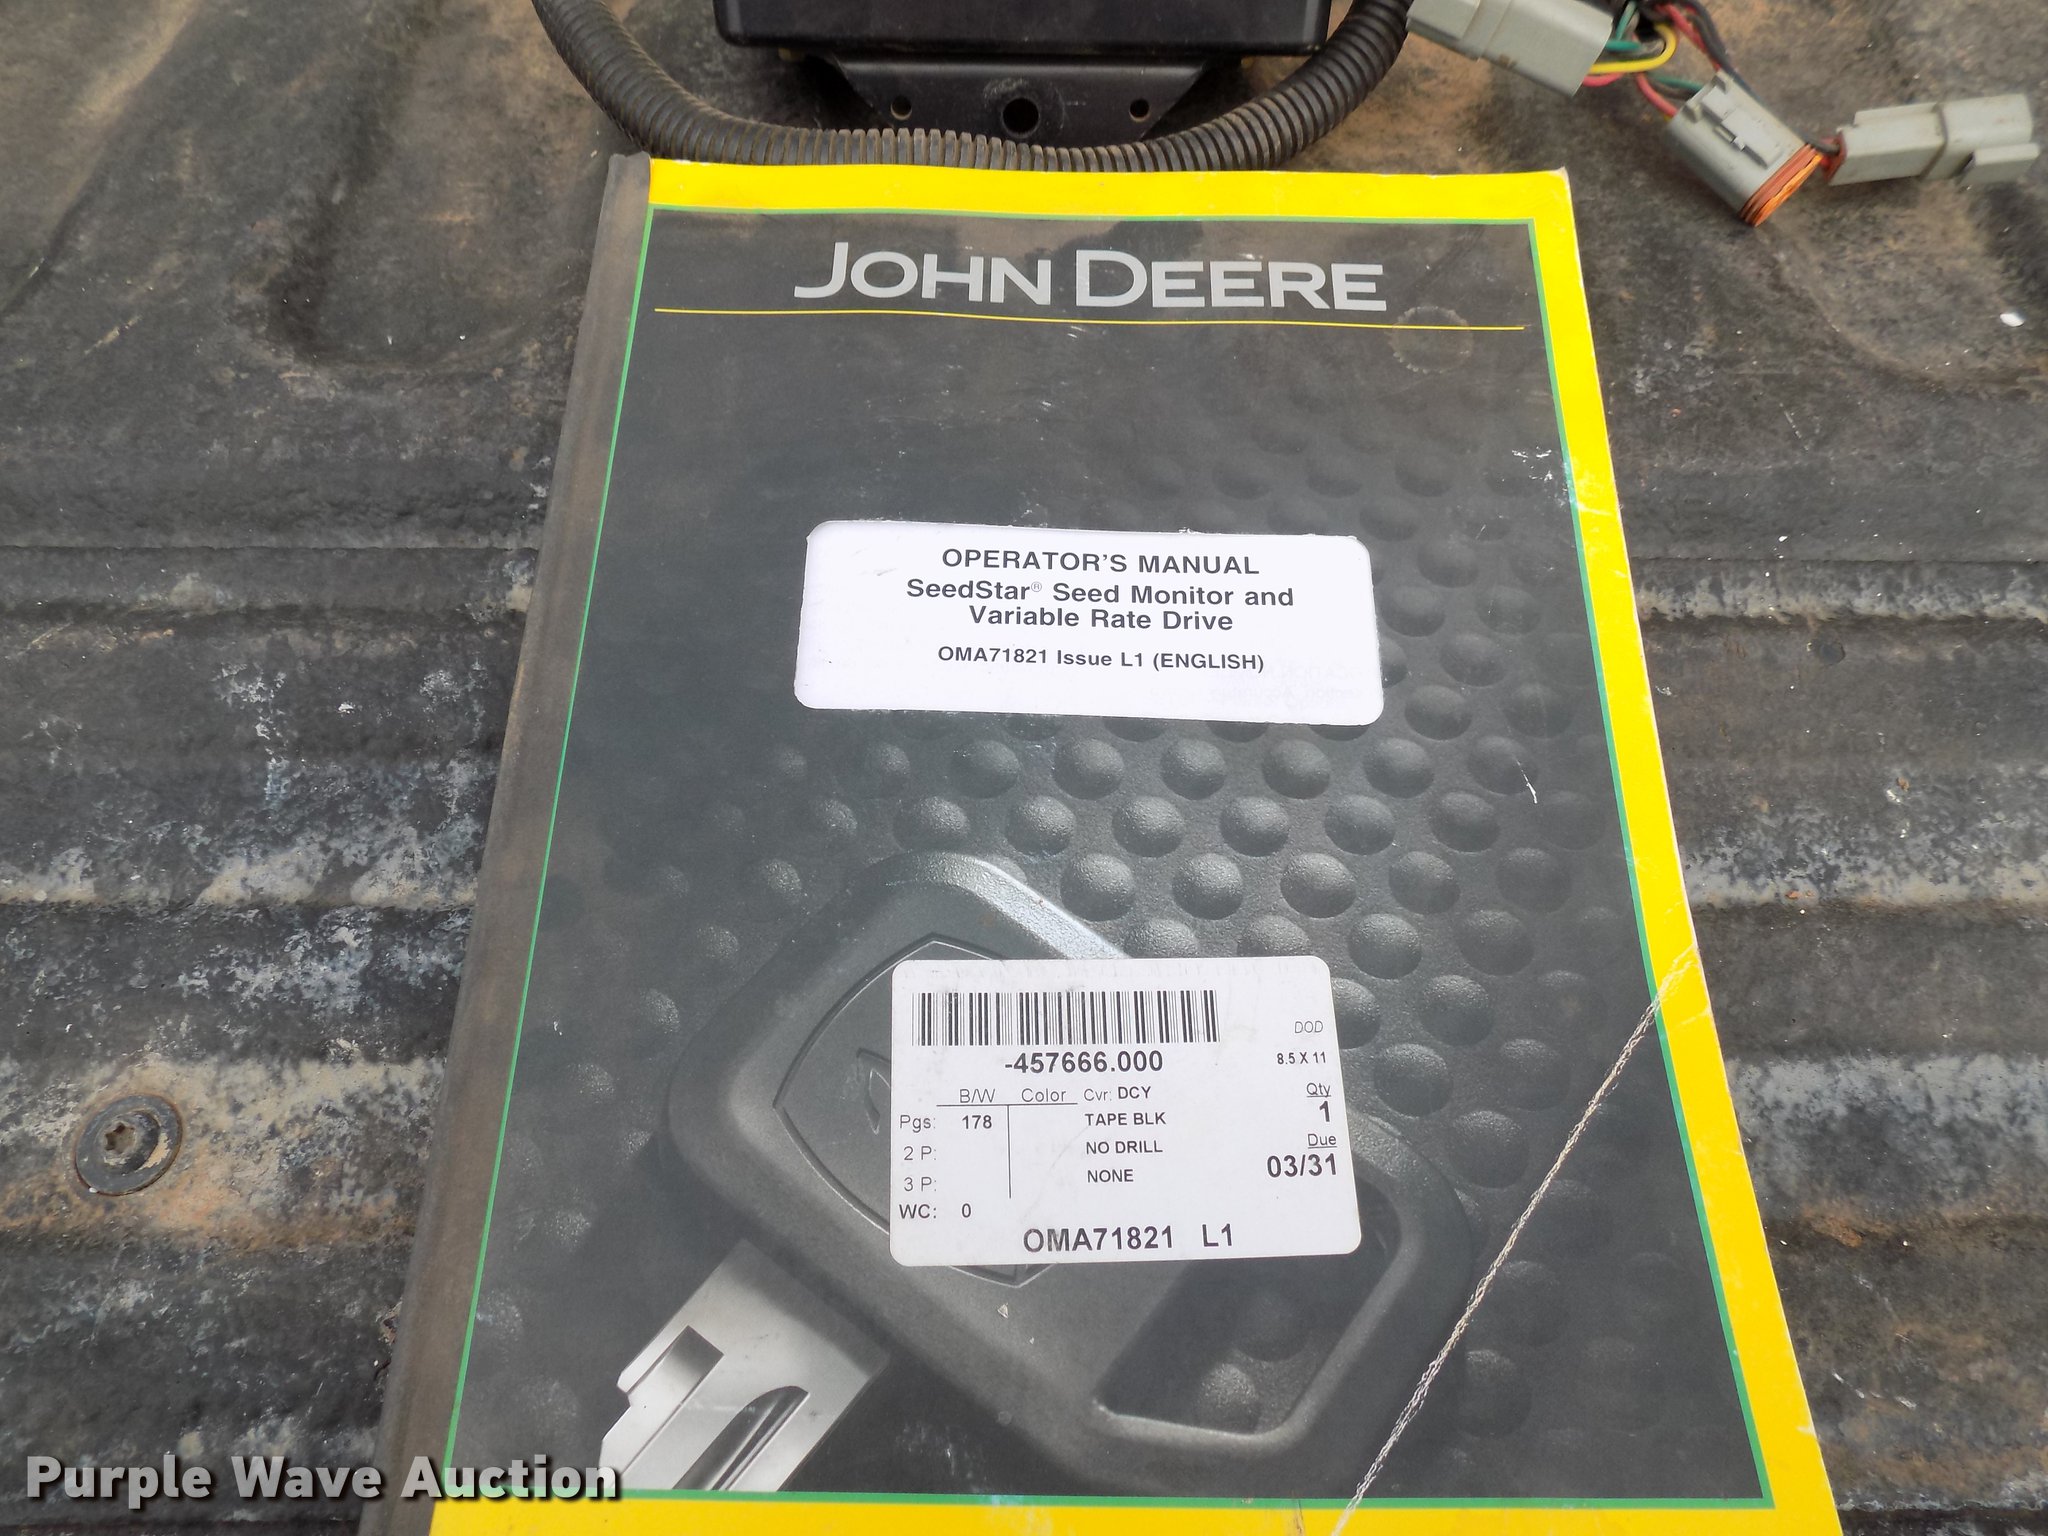 JOHN DEERE
OPERATOR'S MANUAL
SeedStar® Seed Monitor and
Variable Rate Drive
OMA71821 Issue L1 (ENGLISH)
DOD
-457666.000 8.5 X 11
B/W Color Cvr: DCY Qty
Pgs: 178 TAPE BLK 1
2 P: NO DRILL Due
3 P: NONE 03/31
WC: 0
OMA71821 L1
Purple Wave Auction